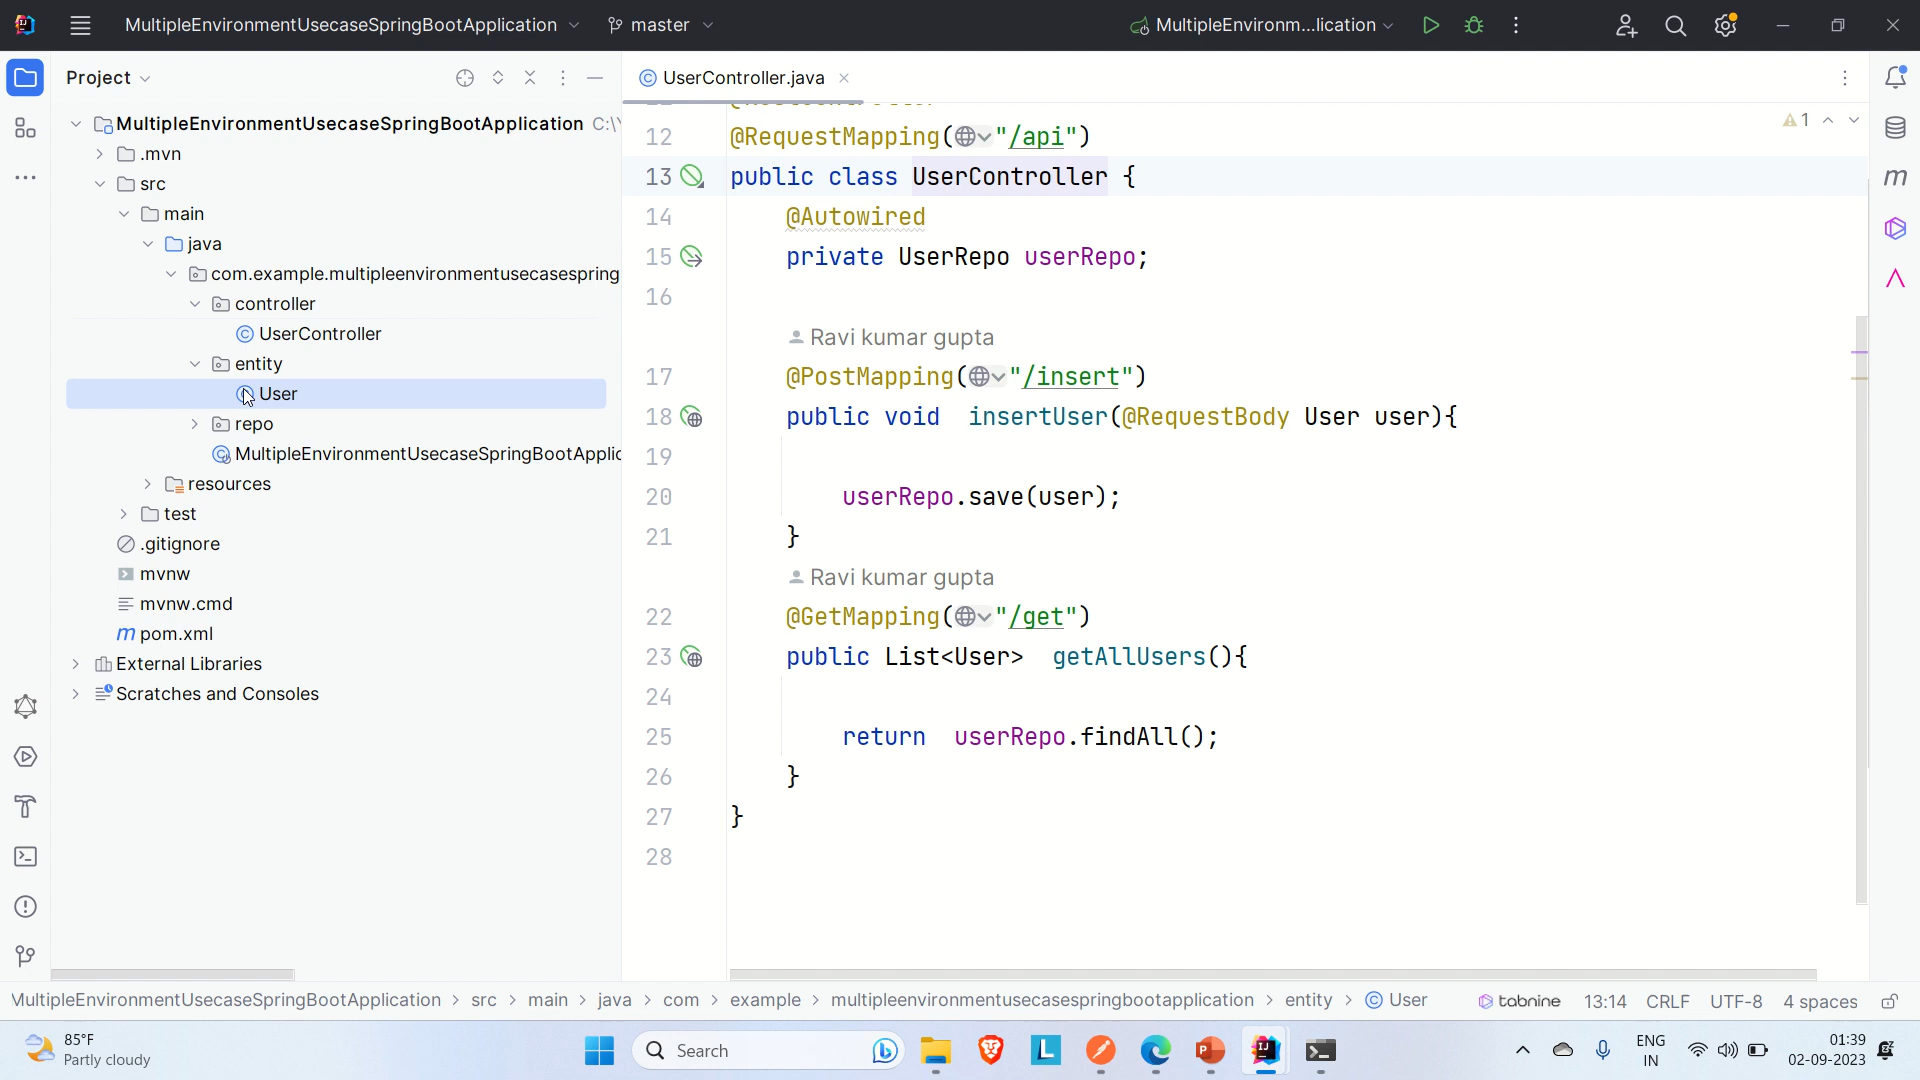 MultipleEnvironmentUsecaseSpringBootApplication
master
MultipleEnvironm...lication
Project
UserController.java
MultipleEnvironmentUsecaseSpringBootApplication C:\
.mvn
src
main
java
com.example.multipleenvironmentusecasespring
controller
UserController
entity
User
repo
MultipleEnvironmentUsecaseSpringBootApplic
resources
test
.gitignore
mvnw
mvnw.cmd
m pom.xml
External Libraries
Scratches and Consoles
1
12 @RequestMapping("/api")
13 public class UserController {
14 @Autowired
15 private UserRepo userRepo;
16
Ravi kumar gupta
17 @PostMapping("/insert")
18 public void insertUser(@RequestBody User user){
19
20 userRepo.save(user);
21 }
Ravi kumar gupta
22 @GetMapping("/get")
23 public List<User> getAllUsers(){
24
25 return userRepo.findAll();
26 }
27 }
28
m
MultipleEnvironmentUsecaseSpringBootApplication > src > main > java > com > example > multipleenvironmentusecasespringbootapplication > entity > User
tabnine 13:14 CRLF UTF-8 4 spaces
85°F
Partly cloudy
Search
ENG
IN
01:39
02-09-2023